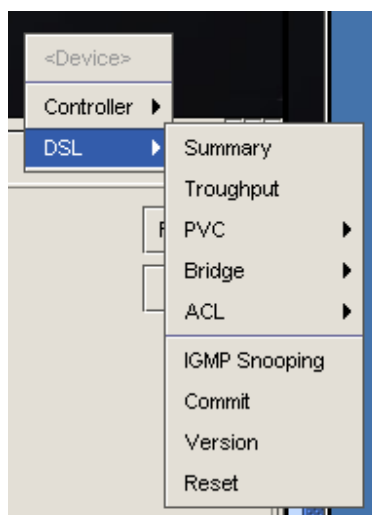 <Device>
Controller
DSL
Summary
Troughput
PVC
Bridge
ACL
IGMP Snooping
Commit
Version
Reset